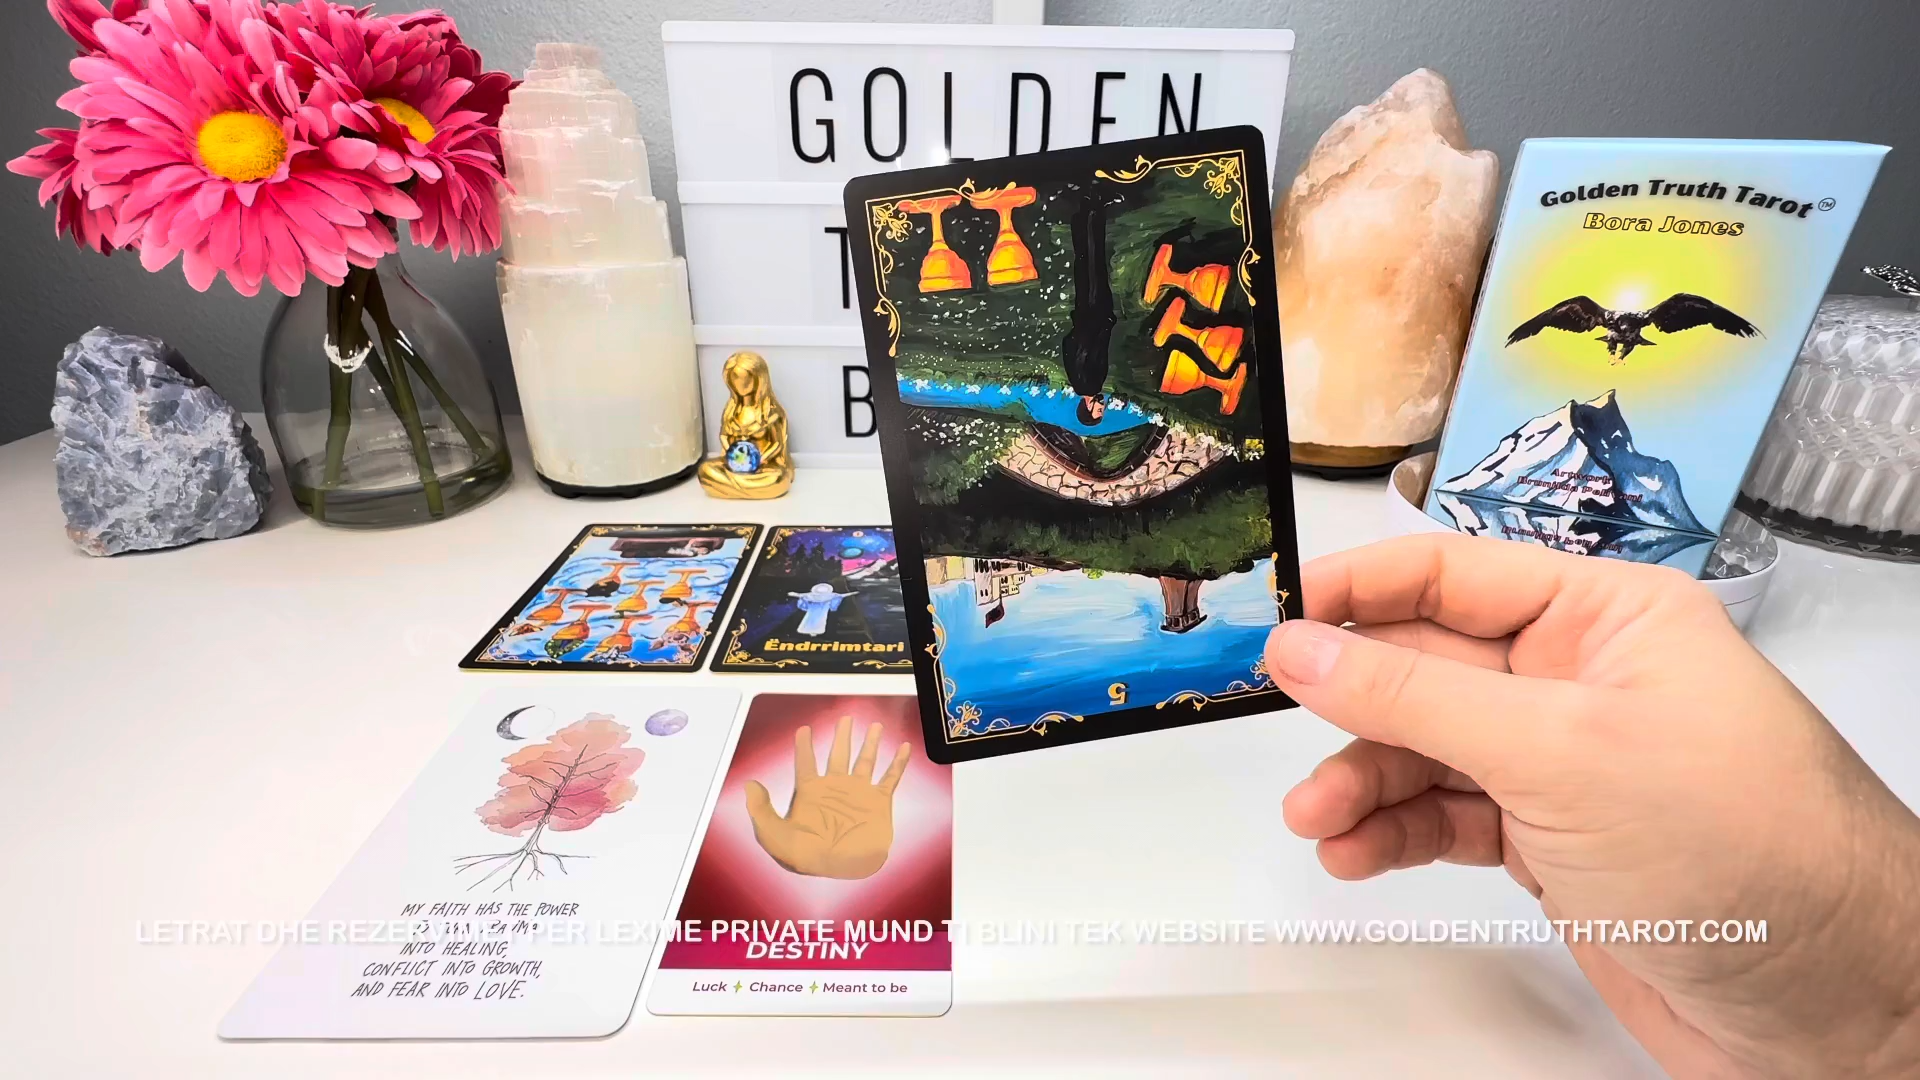 GOLDEN
T
B
Golden Truth Tarot™
Bora Jones
Artwork
Ëndrrimtari
5
MY FAITH HAS THE POWER
INTO HEALING,
CONFLICT INTO GROWTH,
AND FEAR INTO LOVE.
DESTINY
Luck Chance Meant to be
LETRAT DHE REZERVIMET PER LEXIME PRIVATE MUND TI BLINI TEK WEBSITE WWW.GOLDENTRUTHTAROT.COM